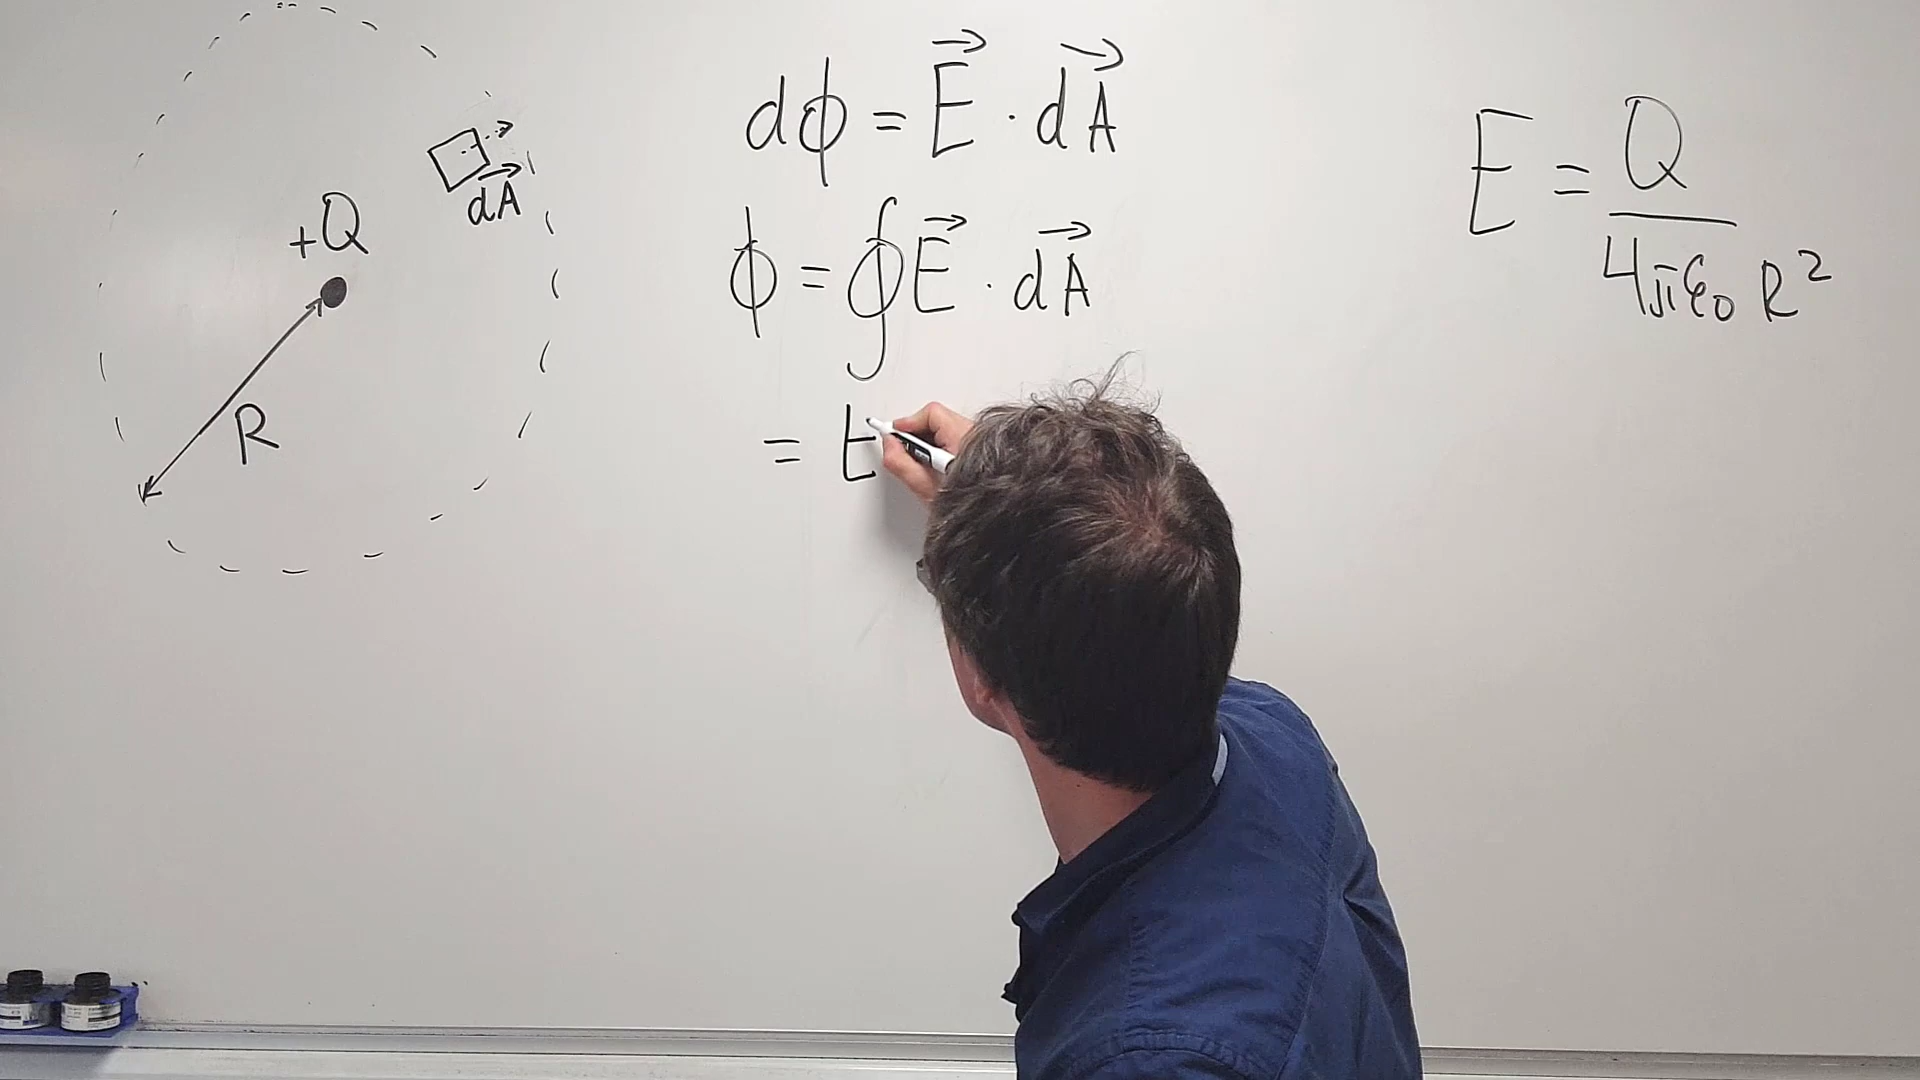 +Q
dA⃗
R
dϕ = E⃗ · dA⃗
ϕ = ∮E⃗ · dA⃗
= E
E = Q / 4πε₀R²